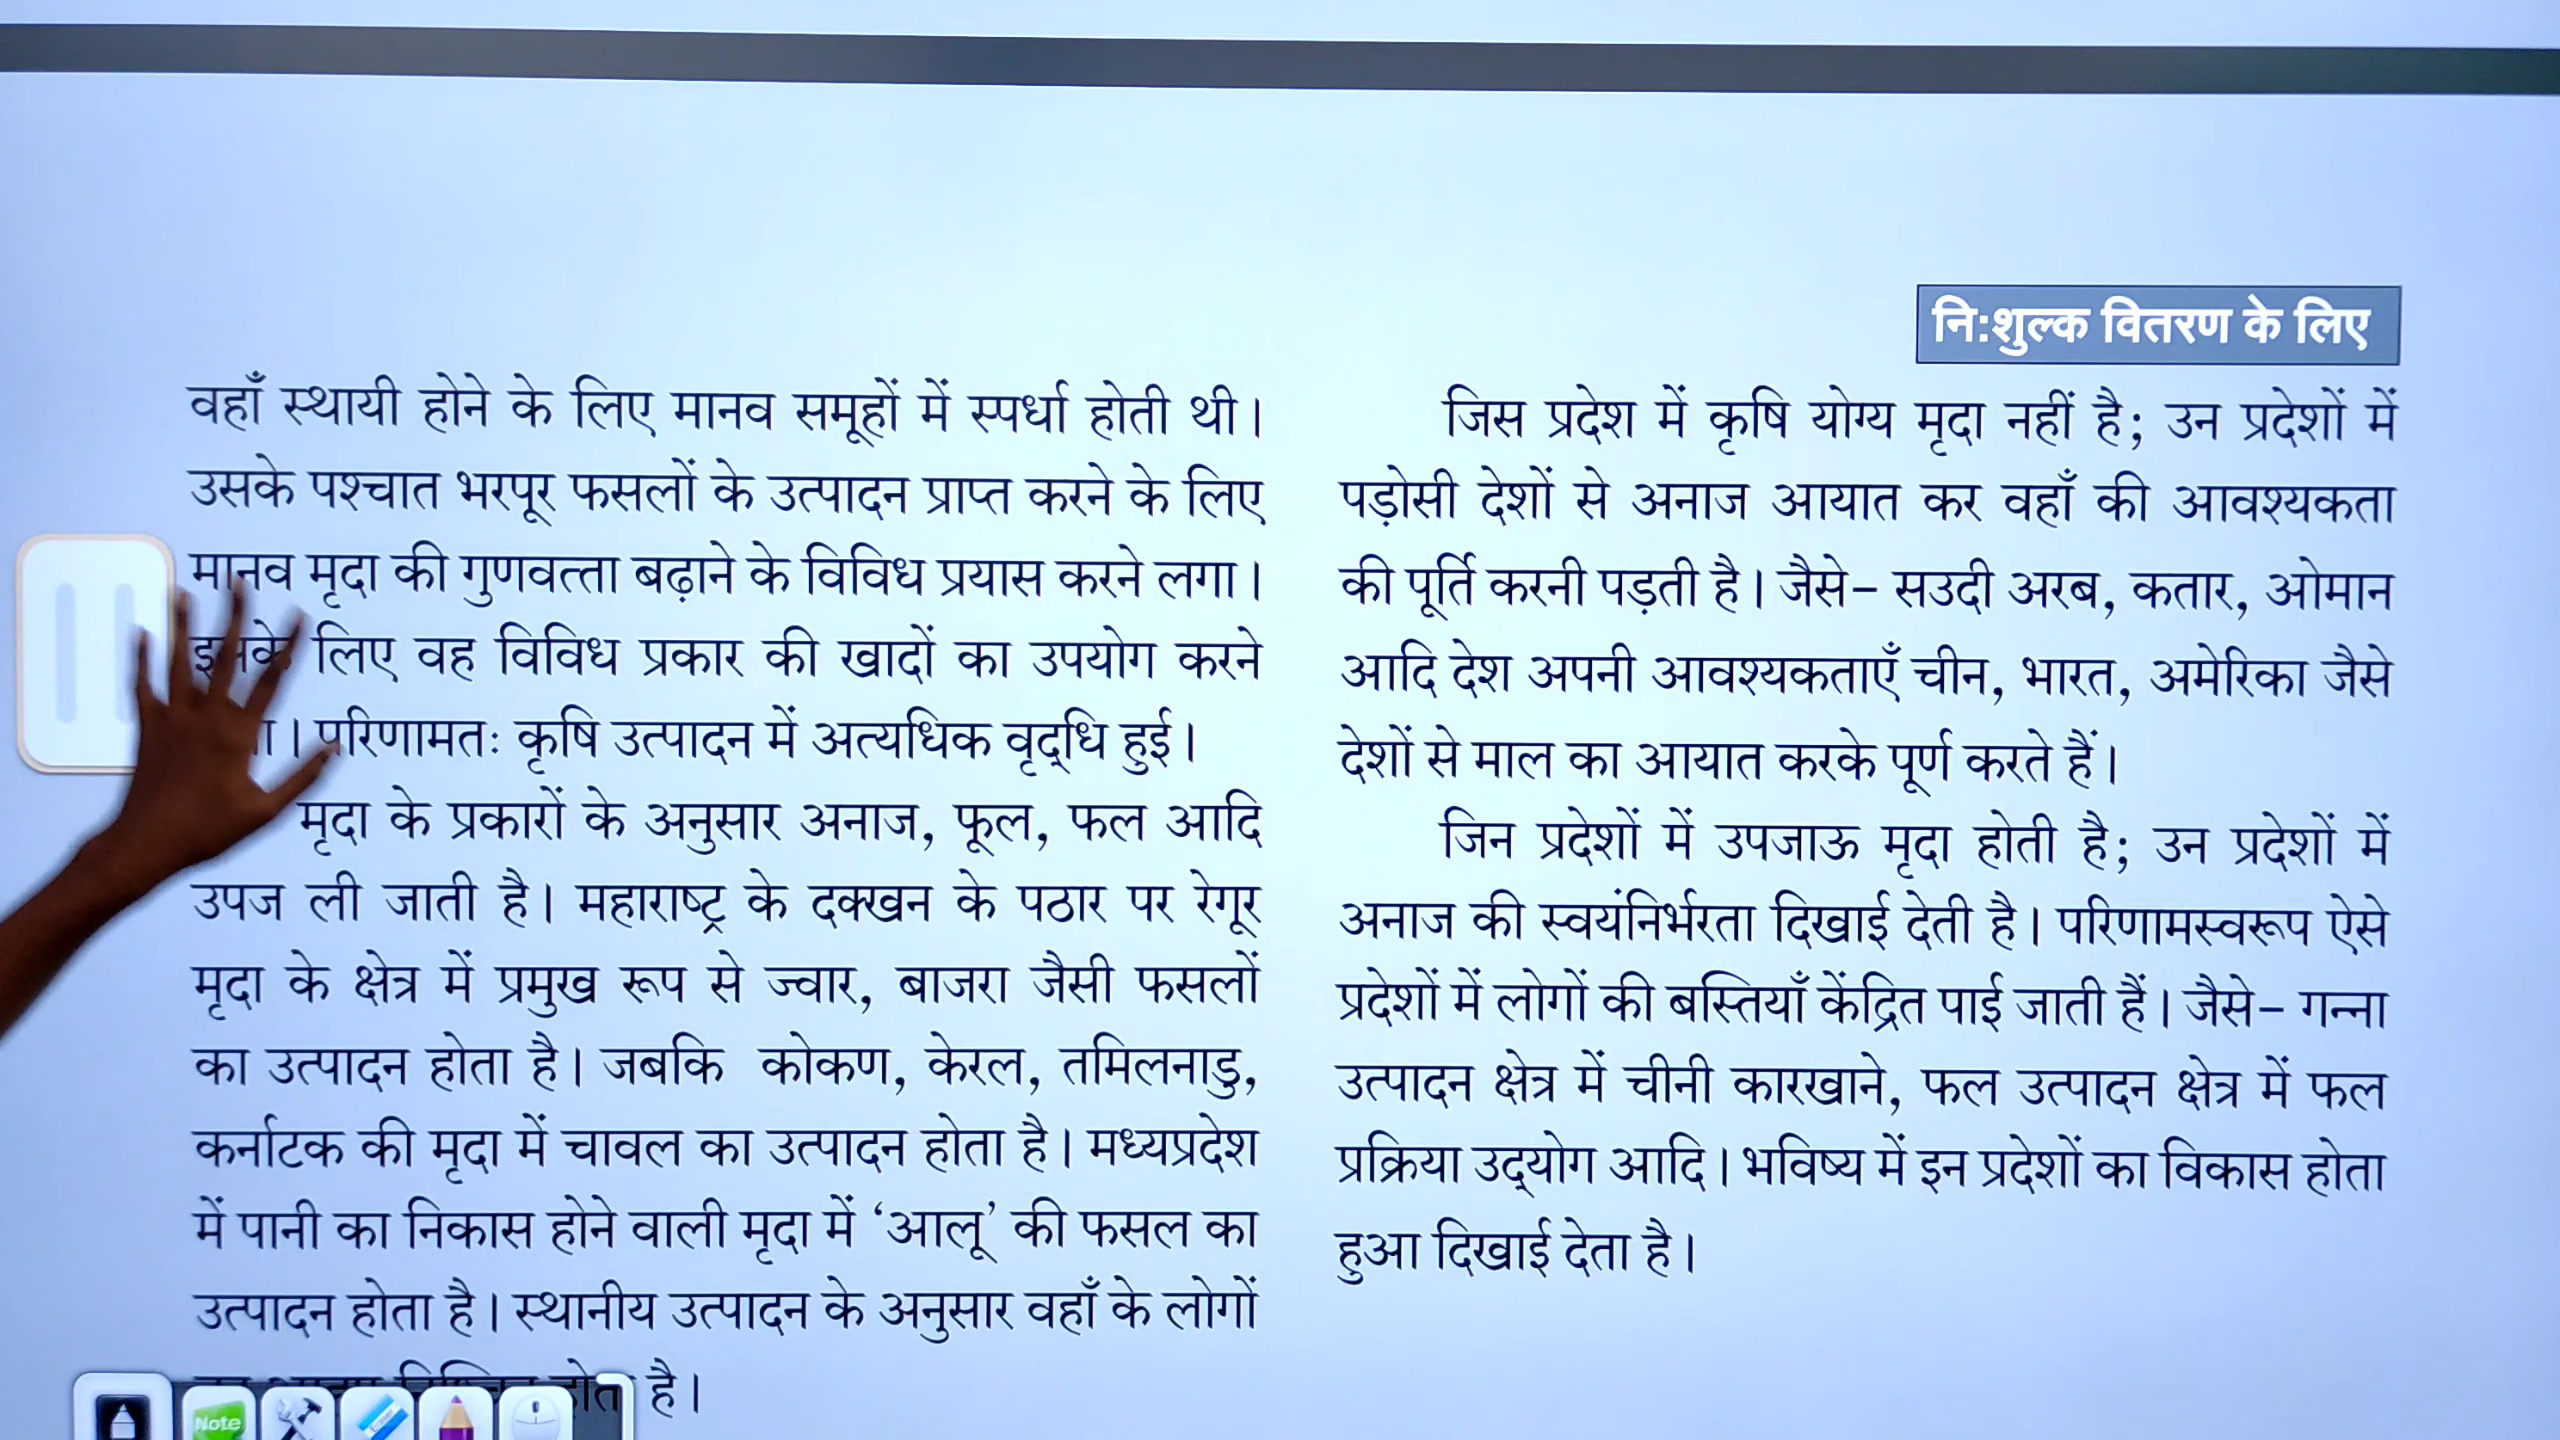 निःशुल्क वितरण के लिए
वहाँ स्थायी होने के लिए मानव समूहों में स्पर्धा होती थी।
उसके पश्चात भरपूर फसलों के उत्पादन प्राप्त करने के लिए
मानव मृदा की गुणवत्ता बढ़ाने के विविध प्रयास करने लगा।
इसके लिए वह विविध प्रकार की खादों का उपयोग करने
। परिणामतः कृषि उत्पादन में अत्यधिक वृद्धि हुई।
मृदा के प्रकारों के अनुसार अनाज, फूल, फल आदि
उपज ली जाती है। महाराष्ट्र के दक्खन के पठार पर रेगूर
मृदा के क्षेत्र में प्रमुख रूप से ज्वार, बाजरा जैसी फसलों
का उत्पादन होता है। जबकि कोकण, केरल, तमिलनाडु,
कर्नाटक की मृदा में चावल का उत्पादन होता है। मध्यप्रदेश
में पानी का निकास होने वाली मृदा में ‘आलू’ की फसल का
उत्पादन होता है। स्थानीय उत्पादन के अनुसार वहाँ के लोगों
है।
जिस प्रदेश में कृषि योग्य मृदा नहीं है; उन प्रदेशों में
पड़ोसी देशों से अनाज आयात कर वहाँ की आवश्यकता
की पूर्ति करनी पड़ती है। जैसे- सउदी अरब, कतार, ओमान
आदि देश अपनी आवश्यकताएँ चीन, भारत, अमेरिका जैसे
देशों से माल का आयात करके पूर्ण करते हैं।
जिन प्रदेशों में उपजाऊ मृदा होती है; उन प्रदेशों में
अनाज की स्वयंनिर्भरता दिखाई देती है। परिणामस्वरूप ऐसे
प्रदेशों में लोगों की बस्तियाँ केंद्रित पाई जाती हैं। जैसे- गन्ना
उत्पादन क्षेत्र में चीनी कारखाने, फल उत्पादन क्षेत्र में फल
प्रक्रिया उद्योग आदि। भविष्य में इन प्रदेशों का विकास होता
हुआ दिखाई देता है।
Note